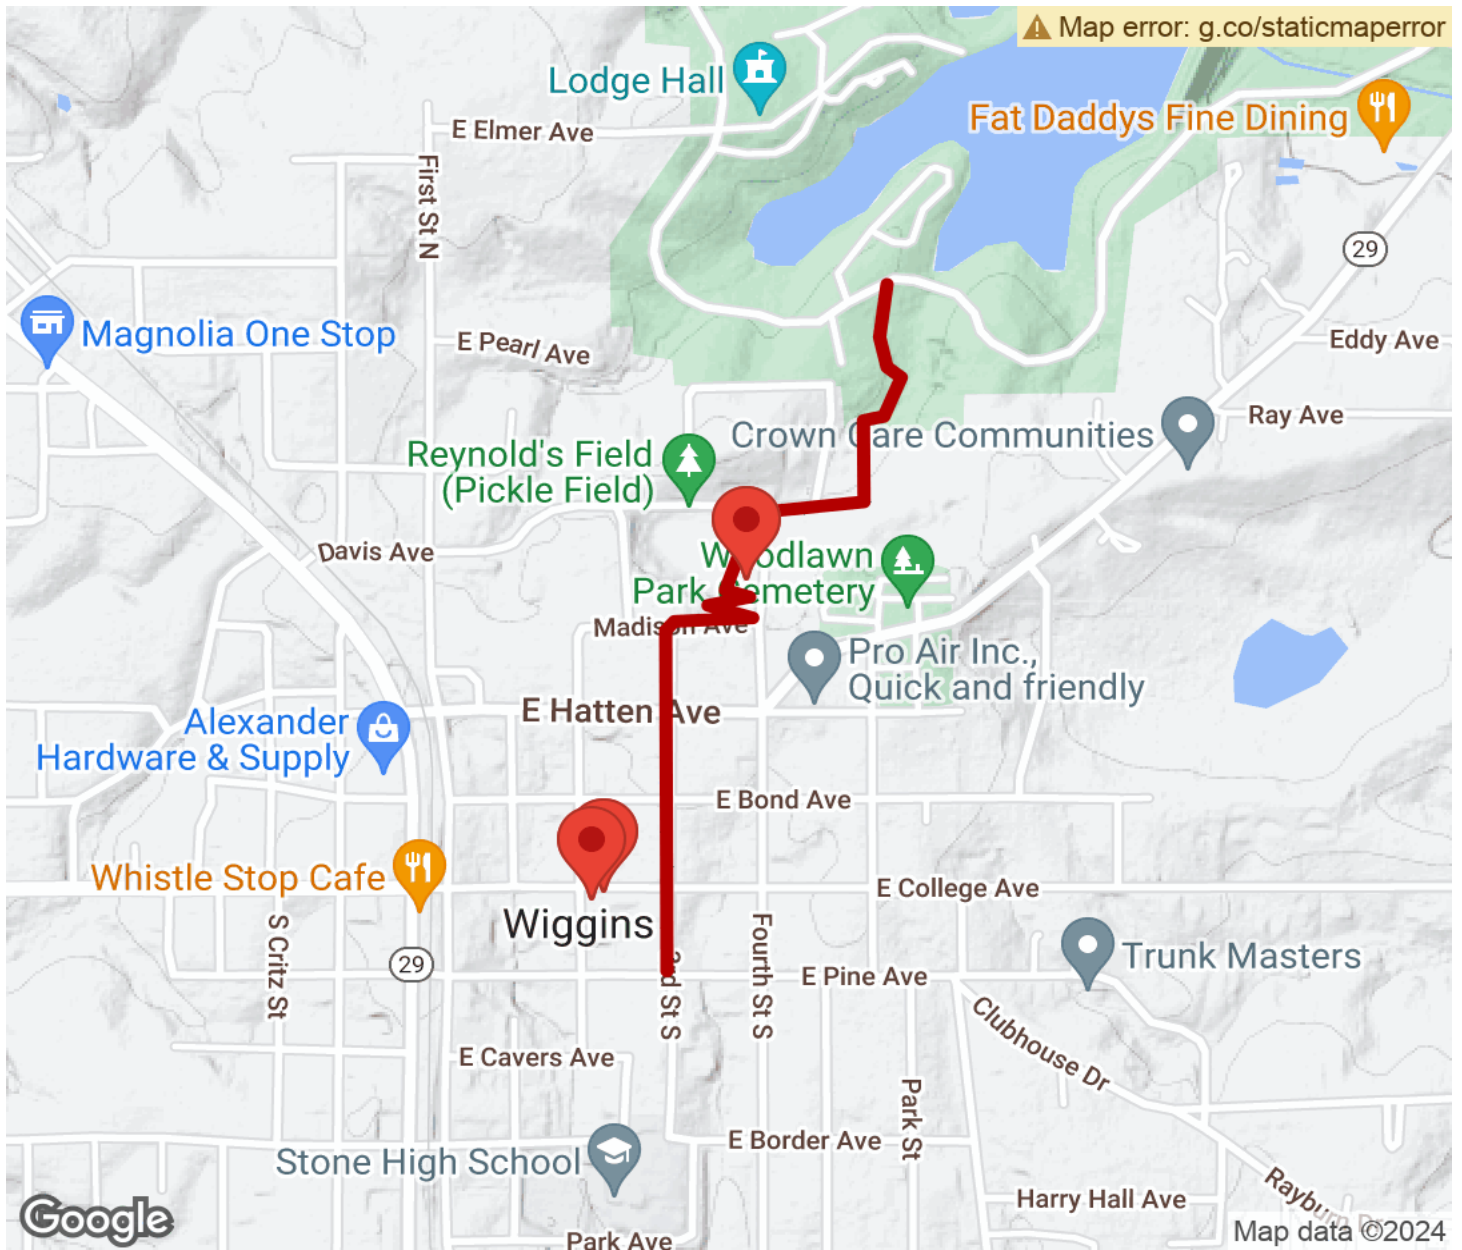 Map error: g.co/staticmaperror
Lodge Hall
Fat Daddys Fine Dining
E Elmer Ave
First St N
29
Magnolia One Stop
E Pearl Ave
Eddy Ave
Ray Ave
Crown Care Communities
Reynold's Field
(Pickle Field)
Davis Ave
Woodlawn
Park Cemetery
Madison Ave
Pro Air Inc.,
Quick and friendly
E Hatten Ave
Alexander
Hardware & Supply
E Bond Ave
Whistle Stop Cafe
E College Ave
Wiggins
S Critz St
29
Fourth St S
Trunk Masters
E Pine Ave
St S
Clubhouse Dr
E Cavers Ave
Park St
E Border Ave
Stone High School
Harry Hall Ave
Google
Park Ave
Map data ©2024